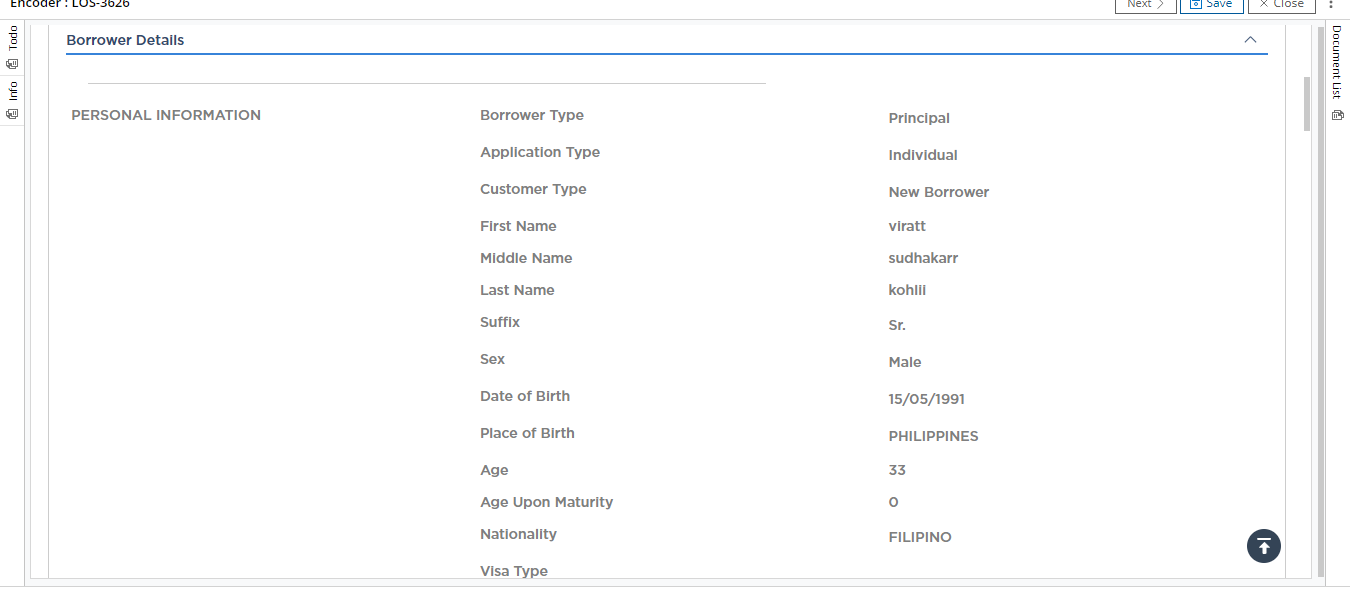 Encoder : LOS-3626
Next Save Close
Todo
Info
Document List
Borrower Details
PERSONAL INFORMATION
Borrower Type Principal
Application Type Individual
Customer Type New Borrower
First Name viratt
Middle Name sudhakarr
Last Name kohlii
Suffix Sr.
Sex Male
Date of Birth 15/05/1991
Place of Birth PHILIPPINES
Age 33
Age Upon Maturity 0
Nationality FILIPINO
Visa Type